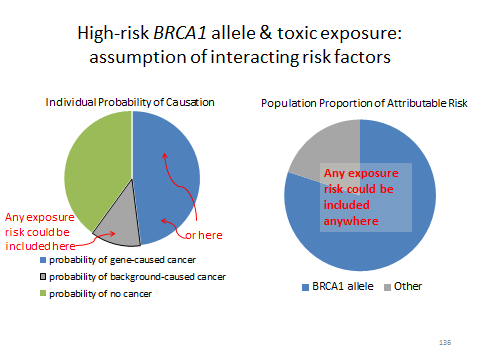 High-risk BRCA1 allele & toxic exposure:
assumption of interacting risk factors
Individual Probability of Causation
Any exposure
risk could be
included here
or here
probability of gene-caused cancer
probability of background-caused cancer
probability of no cancer
Population Proportion of Attributable Risk
Any exposure
risk could be
included
anywhere
BRCA1 allele
Other
136